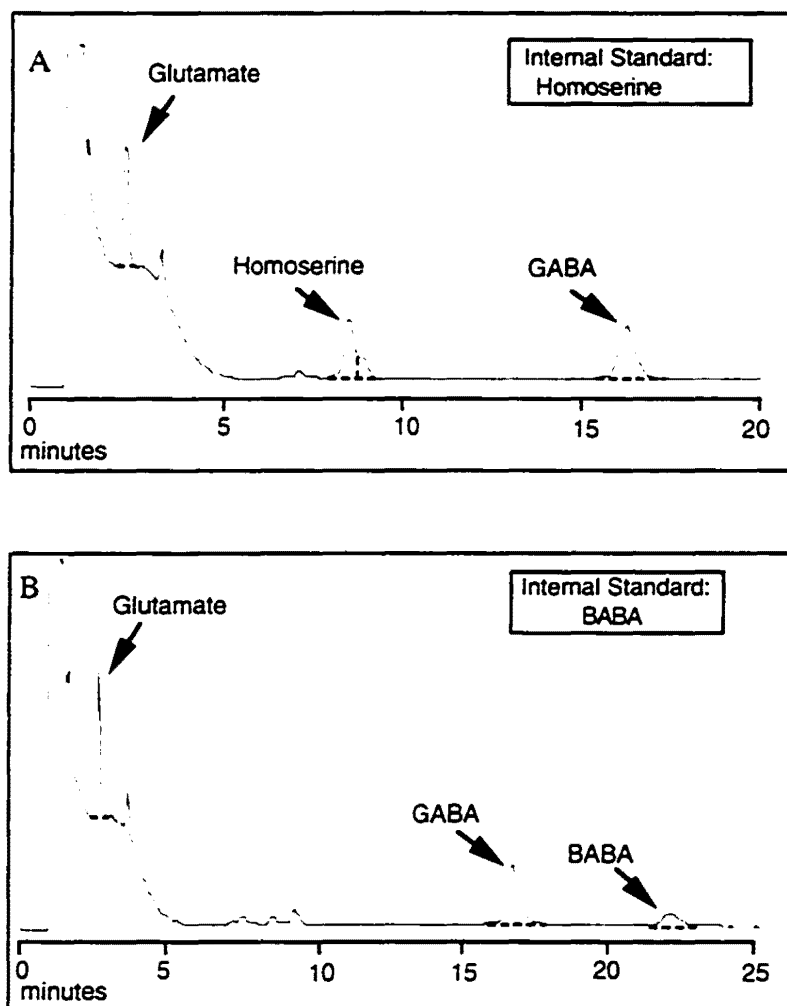 A
Glutamate
Internal Standard:
Homoserine
Homoserine
GABA
0 5 10 15 20
minutes
B
Glutamate
Internal Standard:
BABA
GABA
BABA
0 5 10 15 20 25
minutes